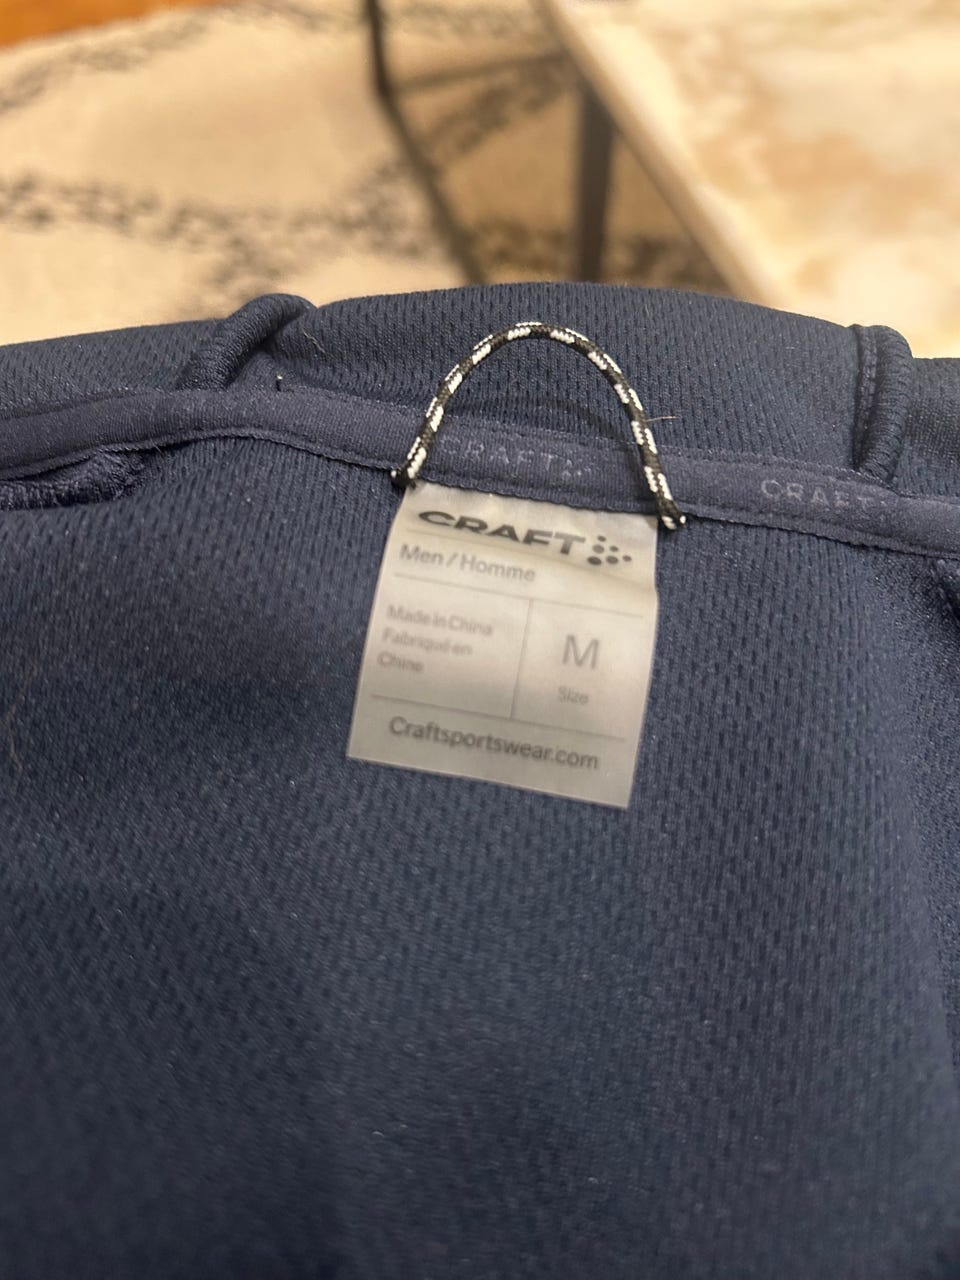 CRAFT
CRAFT
CRAFT
Men / Homme
Made in China
Fabriqué en
Chine
M
Size
Craftsportswear.com